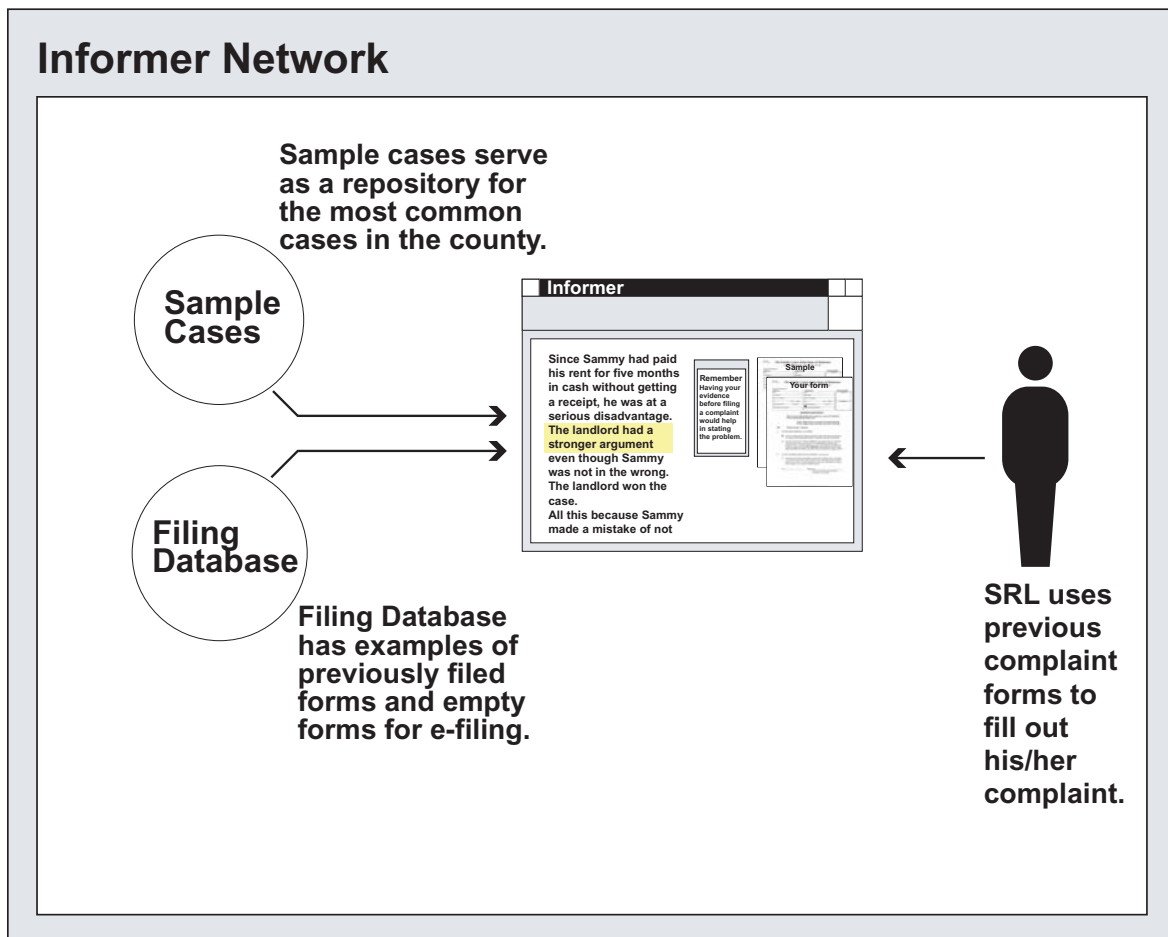 Informer Network
Sample cases serve
as a repository for
the most common
cases in the county.
Sample
Cases
Filing
Database
Filing Database
has examples of
previously filed
forms and empty
forms for e-filing.
Informer
Since Sammy had paid
his rent for five months
in cash without getting
a receipt, he was at a
serious disadvantage.
The landlord had a
stronger argument
even though Sammy
was not in the wrong.
The landlord won the
case.
All this because Sammy
made a mistake of not
Remember
Having your
evidence
before filing
a complaint
would help
in stating
the problem.
Sample
Your form
SRL uses
previous
complaint
forms to
fill out
his/her
complaint.